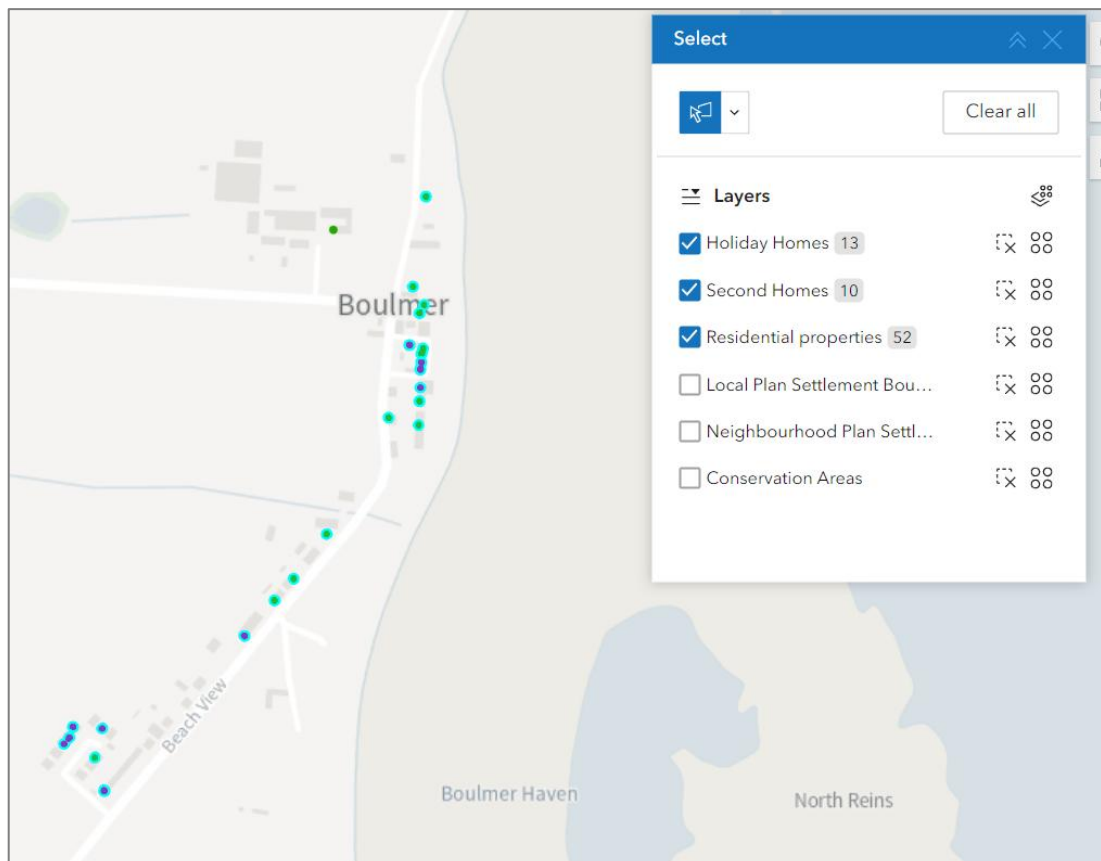 Select
Clear all
Layers
Holiday Homes 13
Second Homes 10
Residential properties 52
Local Plan Settlement Bou...
Neighbourhood Plan Settl...
Conservation Areas
Boulmer
Beach View
Boulmer Haven
North Reins